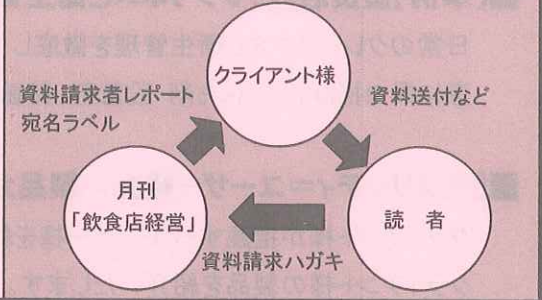 クライアント様
資料請求者レポート
宛名ラベル
資料送付など
月刊
「飲食店経営」
読者
資料請求ハガキ